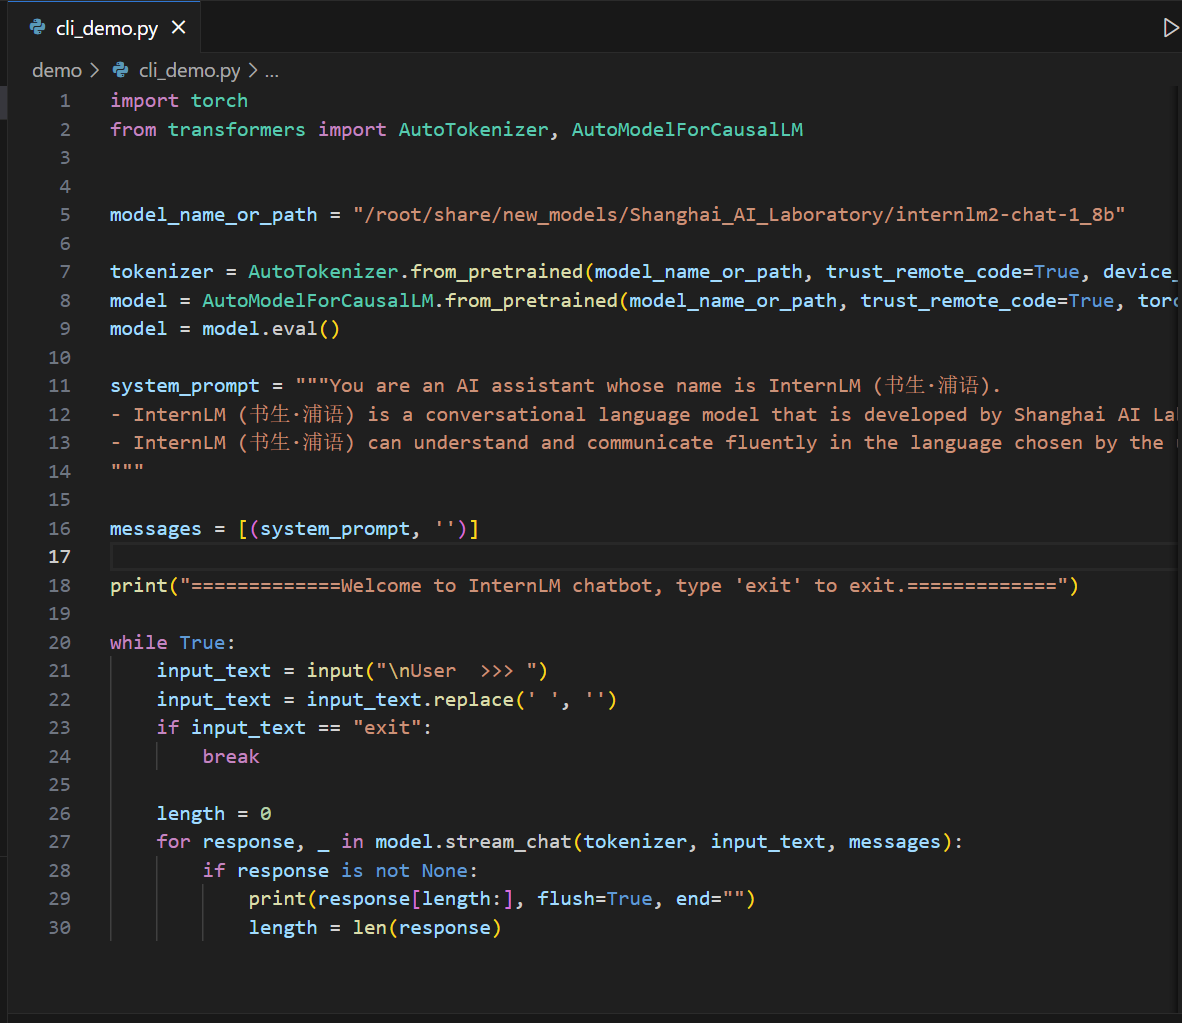 cli_demo.py
demo > cli_demo.py > ...
1 import torch
2 from transformers import AutoTokenizer, AutoModelForCausalLM
3
4
5 model_name_or_path = "/root/share/new_models/Shanghai_AI_Laboratory/internlm2-chat-1_8b"
6
7 tokenizer = AutoTokenizer.from_pretrained(model_name_or_path, trust_remote_code=True, device_
8 model = AutoModelForCausalLM.from_pretrained(model_name_or_path, trust_remote_code=True, torc
9 model = model.eval()
10
11 system_prompt = """You are an AI assistant whose name is InternLM (书生·浦语).
12 - InternLM (书生·浦语) is a conversational language model that is developed by Shanghai AI La
13 - InternLM (书生·浦语) can understand and communicate fluently in the language chosen by the
14 """
15
16 messages = [(system_prompt, '')]
17
18 print("=============Welcome to InternLM chatbot, type 'exit' to exit.=============")
19
20 while True:
21     input_text = input("\nUser  >>> ")
22     input_text = input_text.replace(' ', '')
23     if input_text == "exit":
24         break
25
26     length = 0
27     for response, _ in model.stream_chat(tokenizer, input_text, messages):
28         if response is not None:
29             print(response[length:], flush=True, end="")
30             length = len(response)